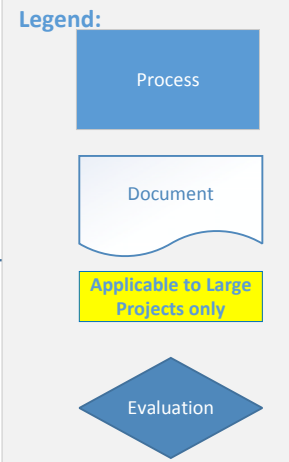 Legend:
Process
Document
Applicable to Large
Projects only
Evaluation